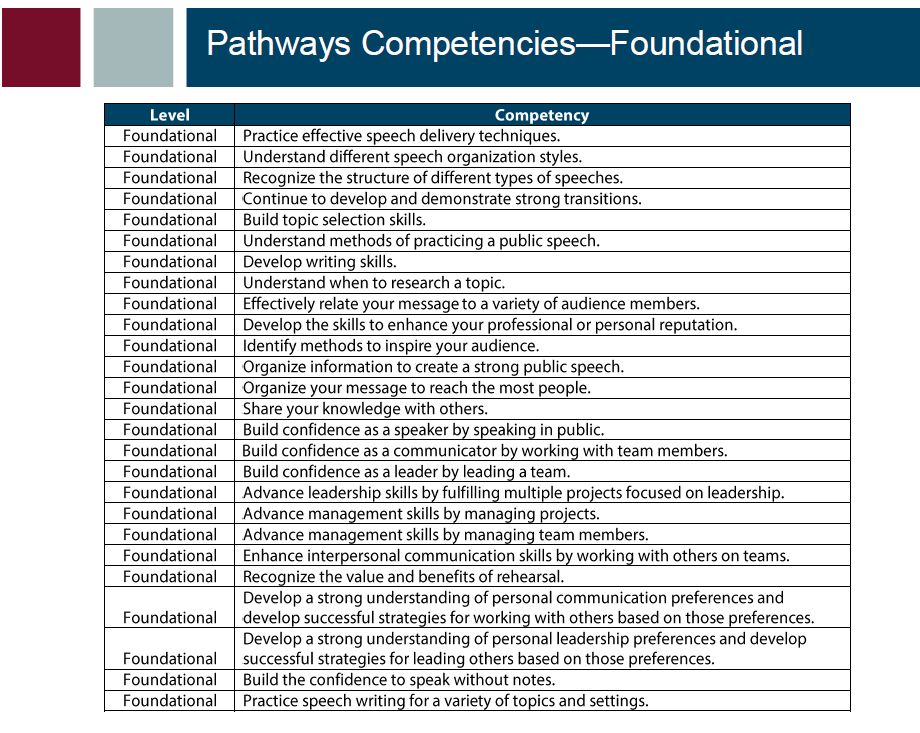 Pathways Competencies—Foundational
Level Competency
Foundational Practice effective speech delivery techniques.
Foundational Understand different speech organization styles.
Foundational Recognize the structure of different types of speeches.
Foundational Continue to develop and demonstrate strong transitions.
Foundational Build topic selection skills.
Foundational Understand methods of practicing a public speech.
Foundational Develop writing skills.
Foundational Understand when to research a topic.
Foundational Effectively relate your message to a variety of audience members.
Foundational Develop the skills to enhance your professional or personal reputation.
Foundational Identify methods to inspire your audience.
Foundational Organize information to create a strong public speech.
Foundational Organize your message to reach the most people.
Foundational Share your knowledge with others.
Foundational Build confidence as a speaker by speaking in public.
Foundational Build confidence as a communicator by working with team members.
Foundational Build confidence as a leader by leading a team.
Foundational Advance leadership skills by fulfilling multiple projects focused on leadership.
Foundational Advance management skills by managing projects.
Foundational Advance management skills by managing team members.
Foundational Enhance interpersonal communication skills by working with others on teams.
Foundational Recognize the value and benefits of rehearsal.
Develop a strong understanding of personal communication preferences and
Foundational develop successful strategies for working with others based on those preferences.
Develop a strong understanding of personal leadership preferences and develop
Foundational successful strategies for leading others based on those preferences.
Foundational Build the confidence to speak without notes.
Foundational Practice speech writing for a variety of topics and settings.